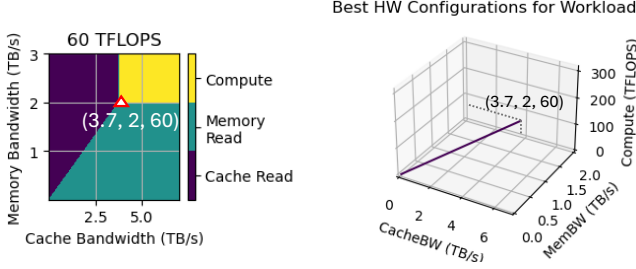 60 TFLOPS
Memory Bandwidth (TB/s)
3
2
1
(3.7, 2, 60)
2.5 5.0
Cache Bandwidth (TB/s)
Compute
Memory
Read
Cache Read
Best HW Configurations for Workload
(3.7, 2, 60)
300
200
100
0
Compute (TFLOPS)
0 2 4 6
CacheBW (TB/s)
0.0 0.5 1.0 1.5 2.0
MemBW (TB/s)